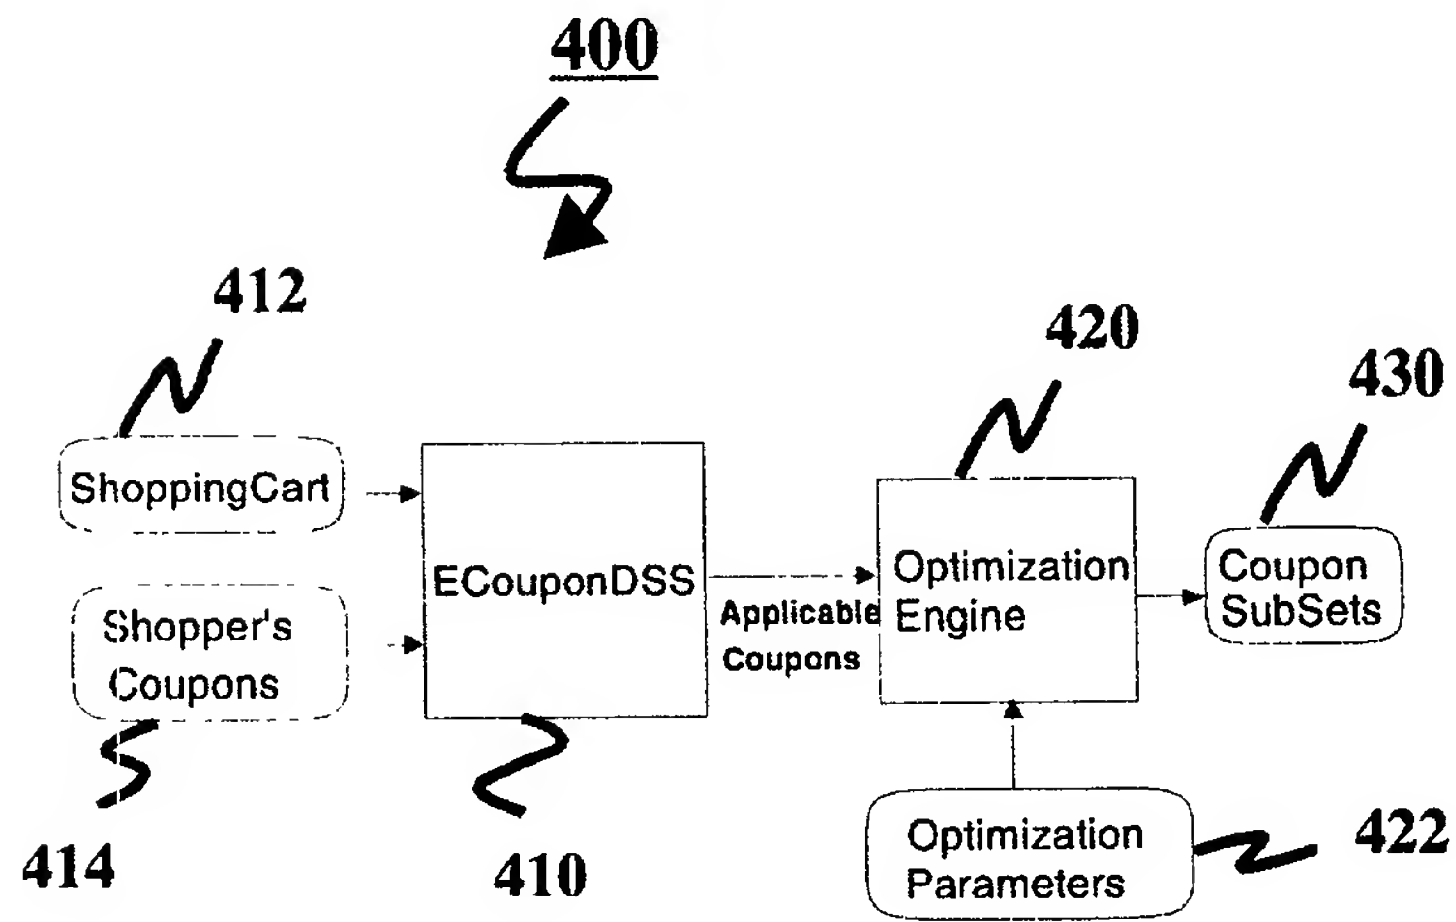 400
412
420
430
ShoppingCart
ECouponDSS
Optimization
Engine
Coupon
SubSets
Applicable
Coupons
Shopper's
Coupons
414
410
Optimization
Parameters
422